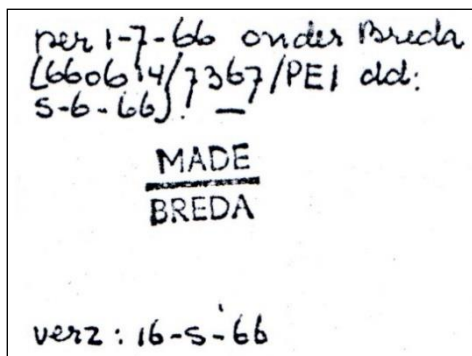 per 1-7-66 onder Breda
(660614/7367/PEI dd:
5-6-66)! —
MADE
BREDA
verz: 16-5-66